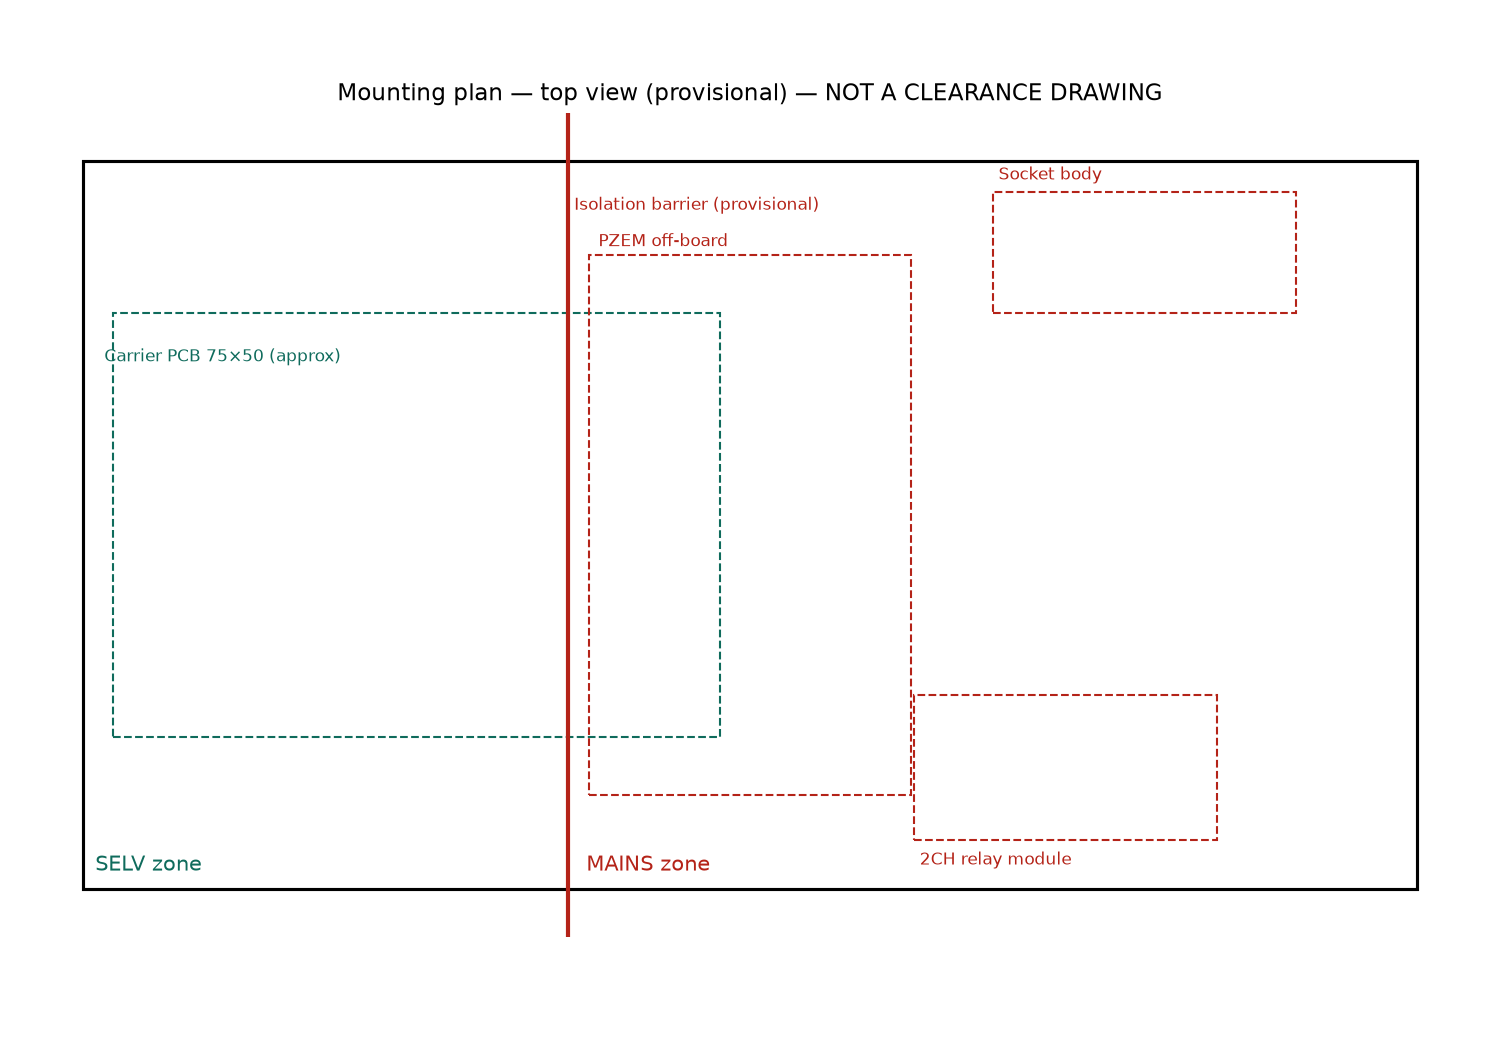 Mounting plan — top view (provisional) — NOT A CLEARANCE DRAWING
Socket body
Isolation barrier (provisional)
PZEM off-board
Carrier PCB 75×50 (approx)
SELV zone
MAINS zone
2CH relay module